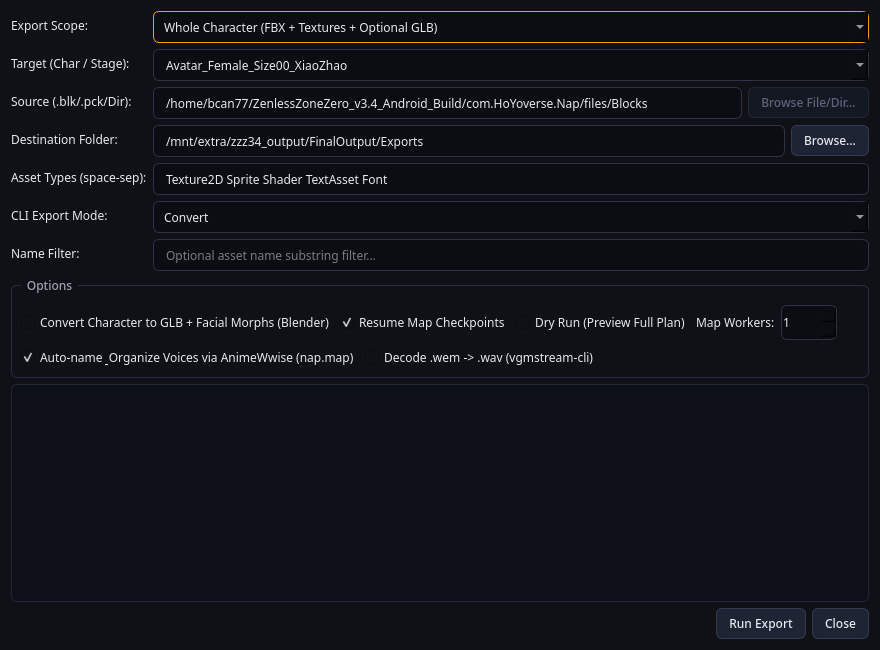 Export Scope: Whole Character (FBX + Textures + Optional GLB)
Target (Char / Stage): Avatar_Female_Size00_XiaoZhao
Source (.blk/.pck/Dir): /home/bcan77/ZenlessZoneZero_v3.4_Android_Build/com.HoYoverse.Nap/files/Blocks Browse File/Dir...
Destination Folder: /mnt/extra/zzz34_output/FinalOutput/Exports Browse...
Asset Types (space-sep): Texture2D Sprite Shader TextAsset Font
CLI Export Mode: Convert
Name Filter: Optional asset name substring filter...
Options
Convert Character to GLB + Facial Morphs (Blender) Resume Map Checkpoints Dry Run (Preview Full Plan) Map Workers: 1
Auto-name _Organize Voices via AnimeWwise (nap.map) Decode .wem -> .wav (vgmstream-cli)
Run Export Close